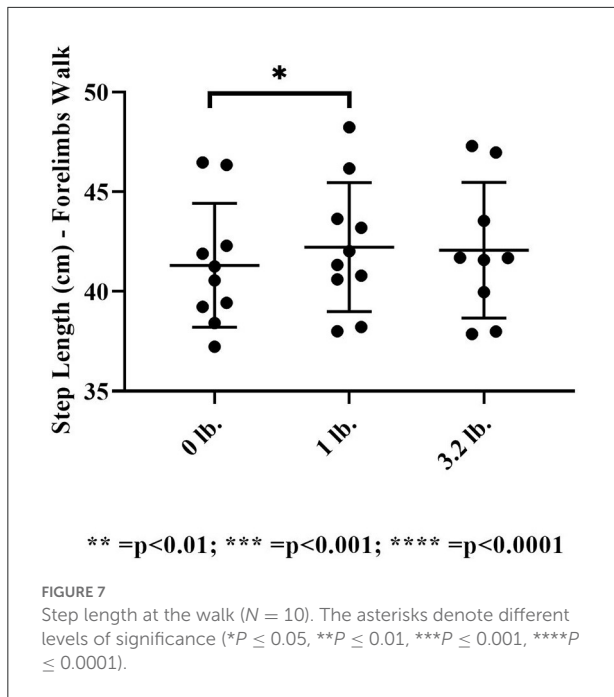 *
Step Length (cm) - Forelimbs Walk
50
45
40
35
0 lb.
1 lb.
3.2 lb.
** =p<0.01; *** =p<0.001; **** =p<0.0001
FIGURE 7
Step length at the walk (N = 10). The asterisks denote different
levels of significance (*P ≤ 0.05, **P ≤ 0.01, ***P ≤ 0.001, ****P
≤ 0.0001).